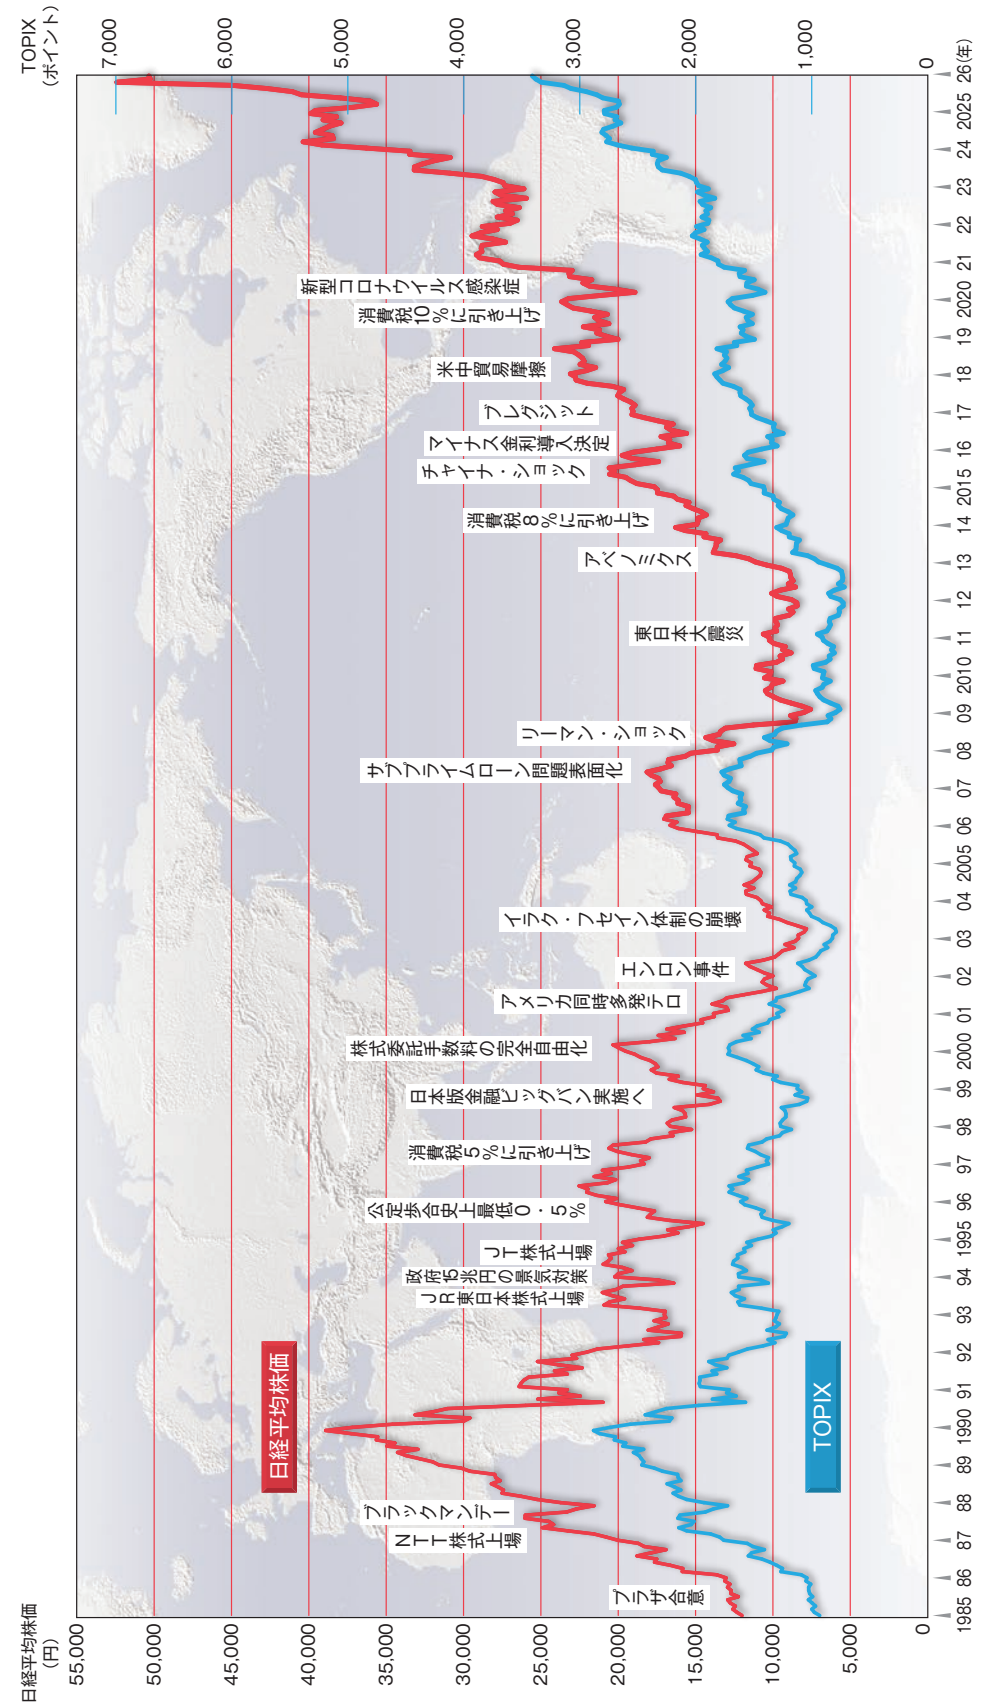 日経平均株価
(円)
TOPIX
(ポイント)
55,000
50,000
45,000
40,000
35,000
30,000
25,000
20,000
15,000
10,000
5,000
0
7,000
6,000
5,000
4,000
3,000
2,000
1,000
0
日経平均株価
TOPIX
プラザ合意
NTT株式上場
ブラックマンデー
JR東日本株式上場
政府15兆円の景気対策
JT株式上場
公定歩合史上最低0.5%
消費税5%に引き上げ
日本版金融ビッグバン実施へ
株式委託手数料の完全自由化
アメリカ同時多発テロ
エンロン事件
イラク・フセイン体制の崩壊
サブプライムローン問題表面化
リーマン・ショック
東日本大震災
アベノミクス
消費税8%に引き上げ
チャイナ・ショック
マイナス金利導入決定
ブレグジット
米中貿易摩擦
消費税10%に引き上げ
新型コロナウイルス感染症
1985 86 87 88 89 1990 91 92 93 94 1995 96 97 98 99 2000 01 02 03 04 2005 06 07 08 09 2010 11 12 13 14 2015 16 17 18 19 2020 21 22 23 24 2025 26(年)